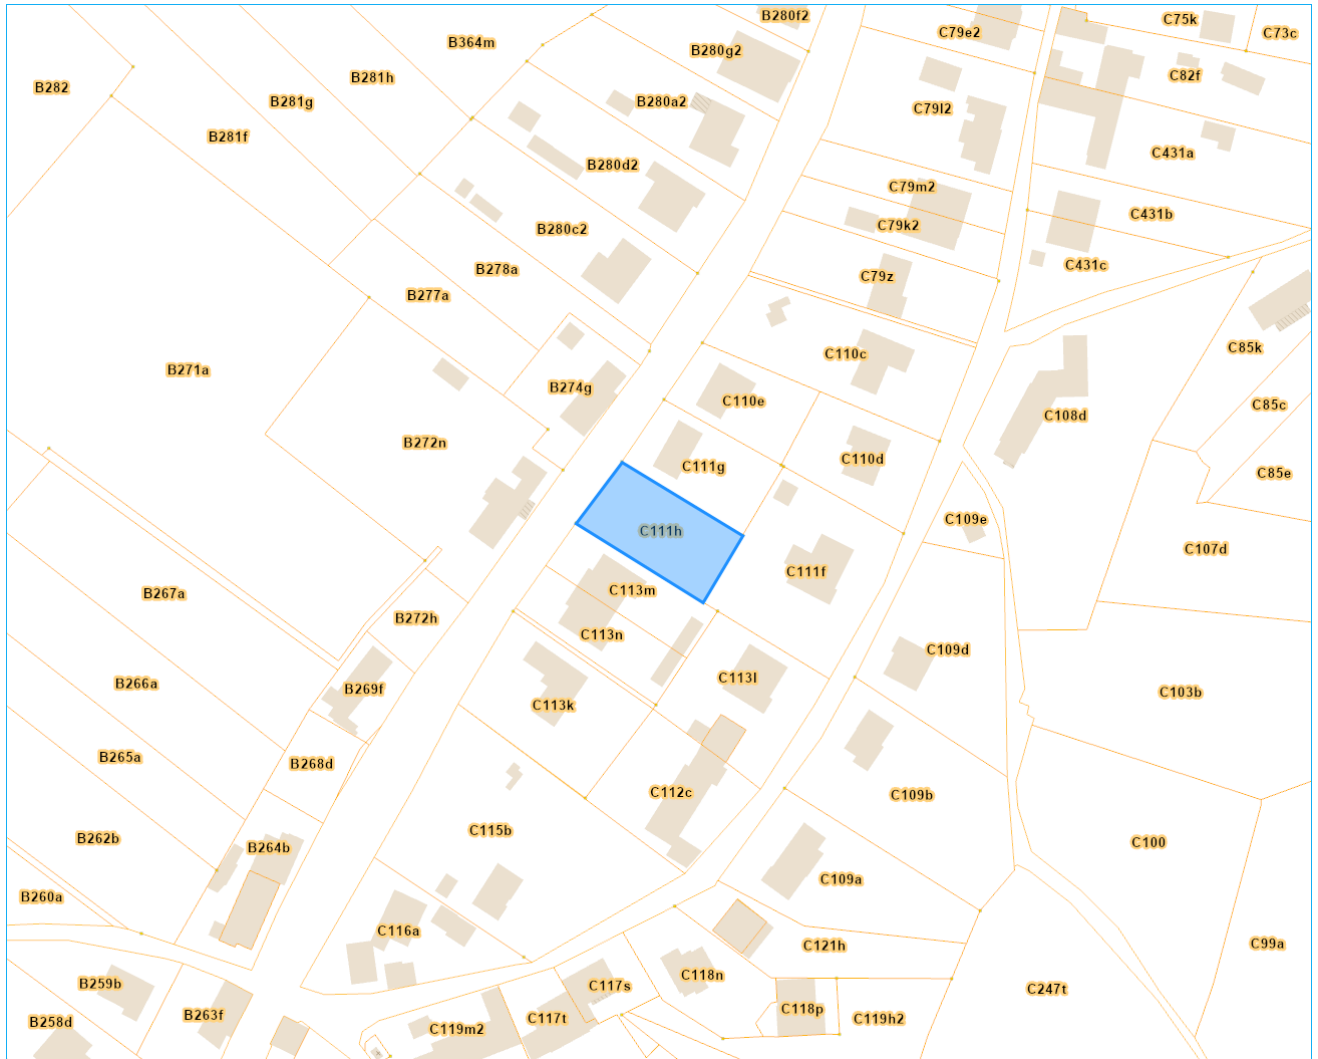 B280f2
C75k
C79e2
C73c
B364m
B280g2
C82f
B281h
B282
B281g
B280a2
C79l2
B281f
C431a
B280d2
C79m2
C431b
C79k2
B280c2
C431c
B278a
C79z
B277a
C85k
C110c
B271a
B274g
C110e
C85c
C108d
B272n
C110d
C111g
C85e
C109e
C111h
C107d
C111f
C113m
B267a
B272h
C113n
C109d
C113l
B266a
B269f
C103b
C113k
B265a
B268d
C112c
C109b
C115b
B262b
C100
B264b
C109a
B260a
C116a
C99a
C121h
C118n
B259b
C117s
C247t
C118p
B263f
C117t
C119h2
B258d
C119m2